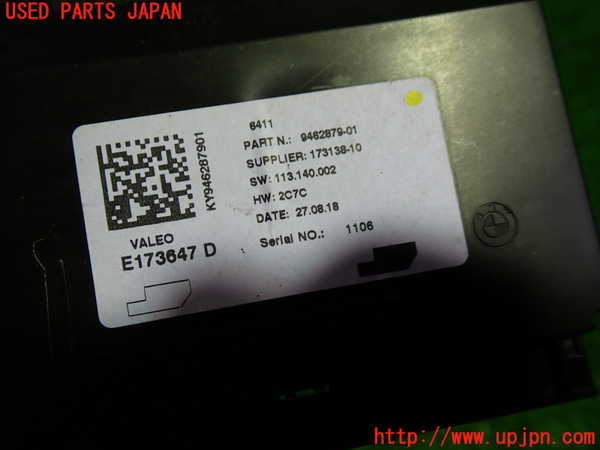 USED PARTS JAPAN
6411
PART N.: 9462879-01
SUPPLIER: 173138-10
SW: 113.140.002
HW: 2C7C
DATE: 27.08.18
Serial NO.: 1106
KY946287901
VALEO
E173647 D
http://www.upjpn.com/